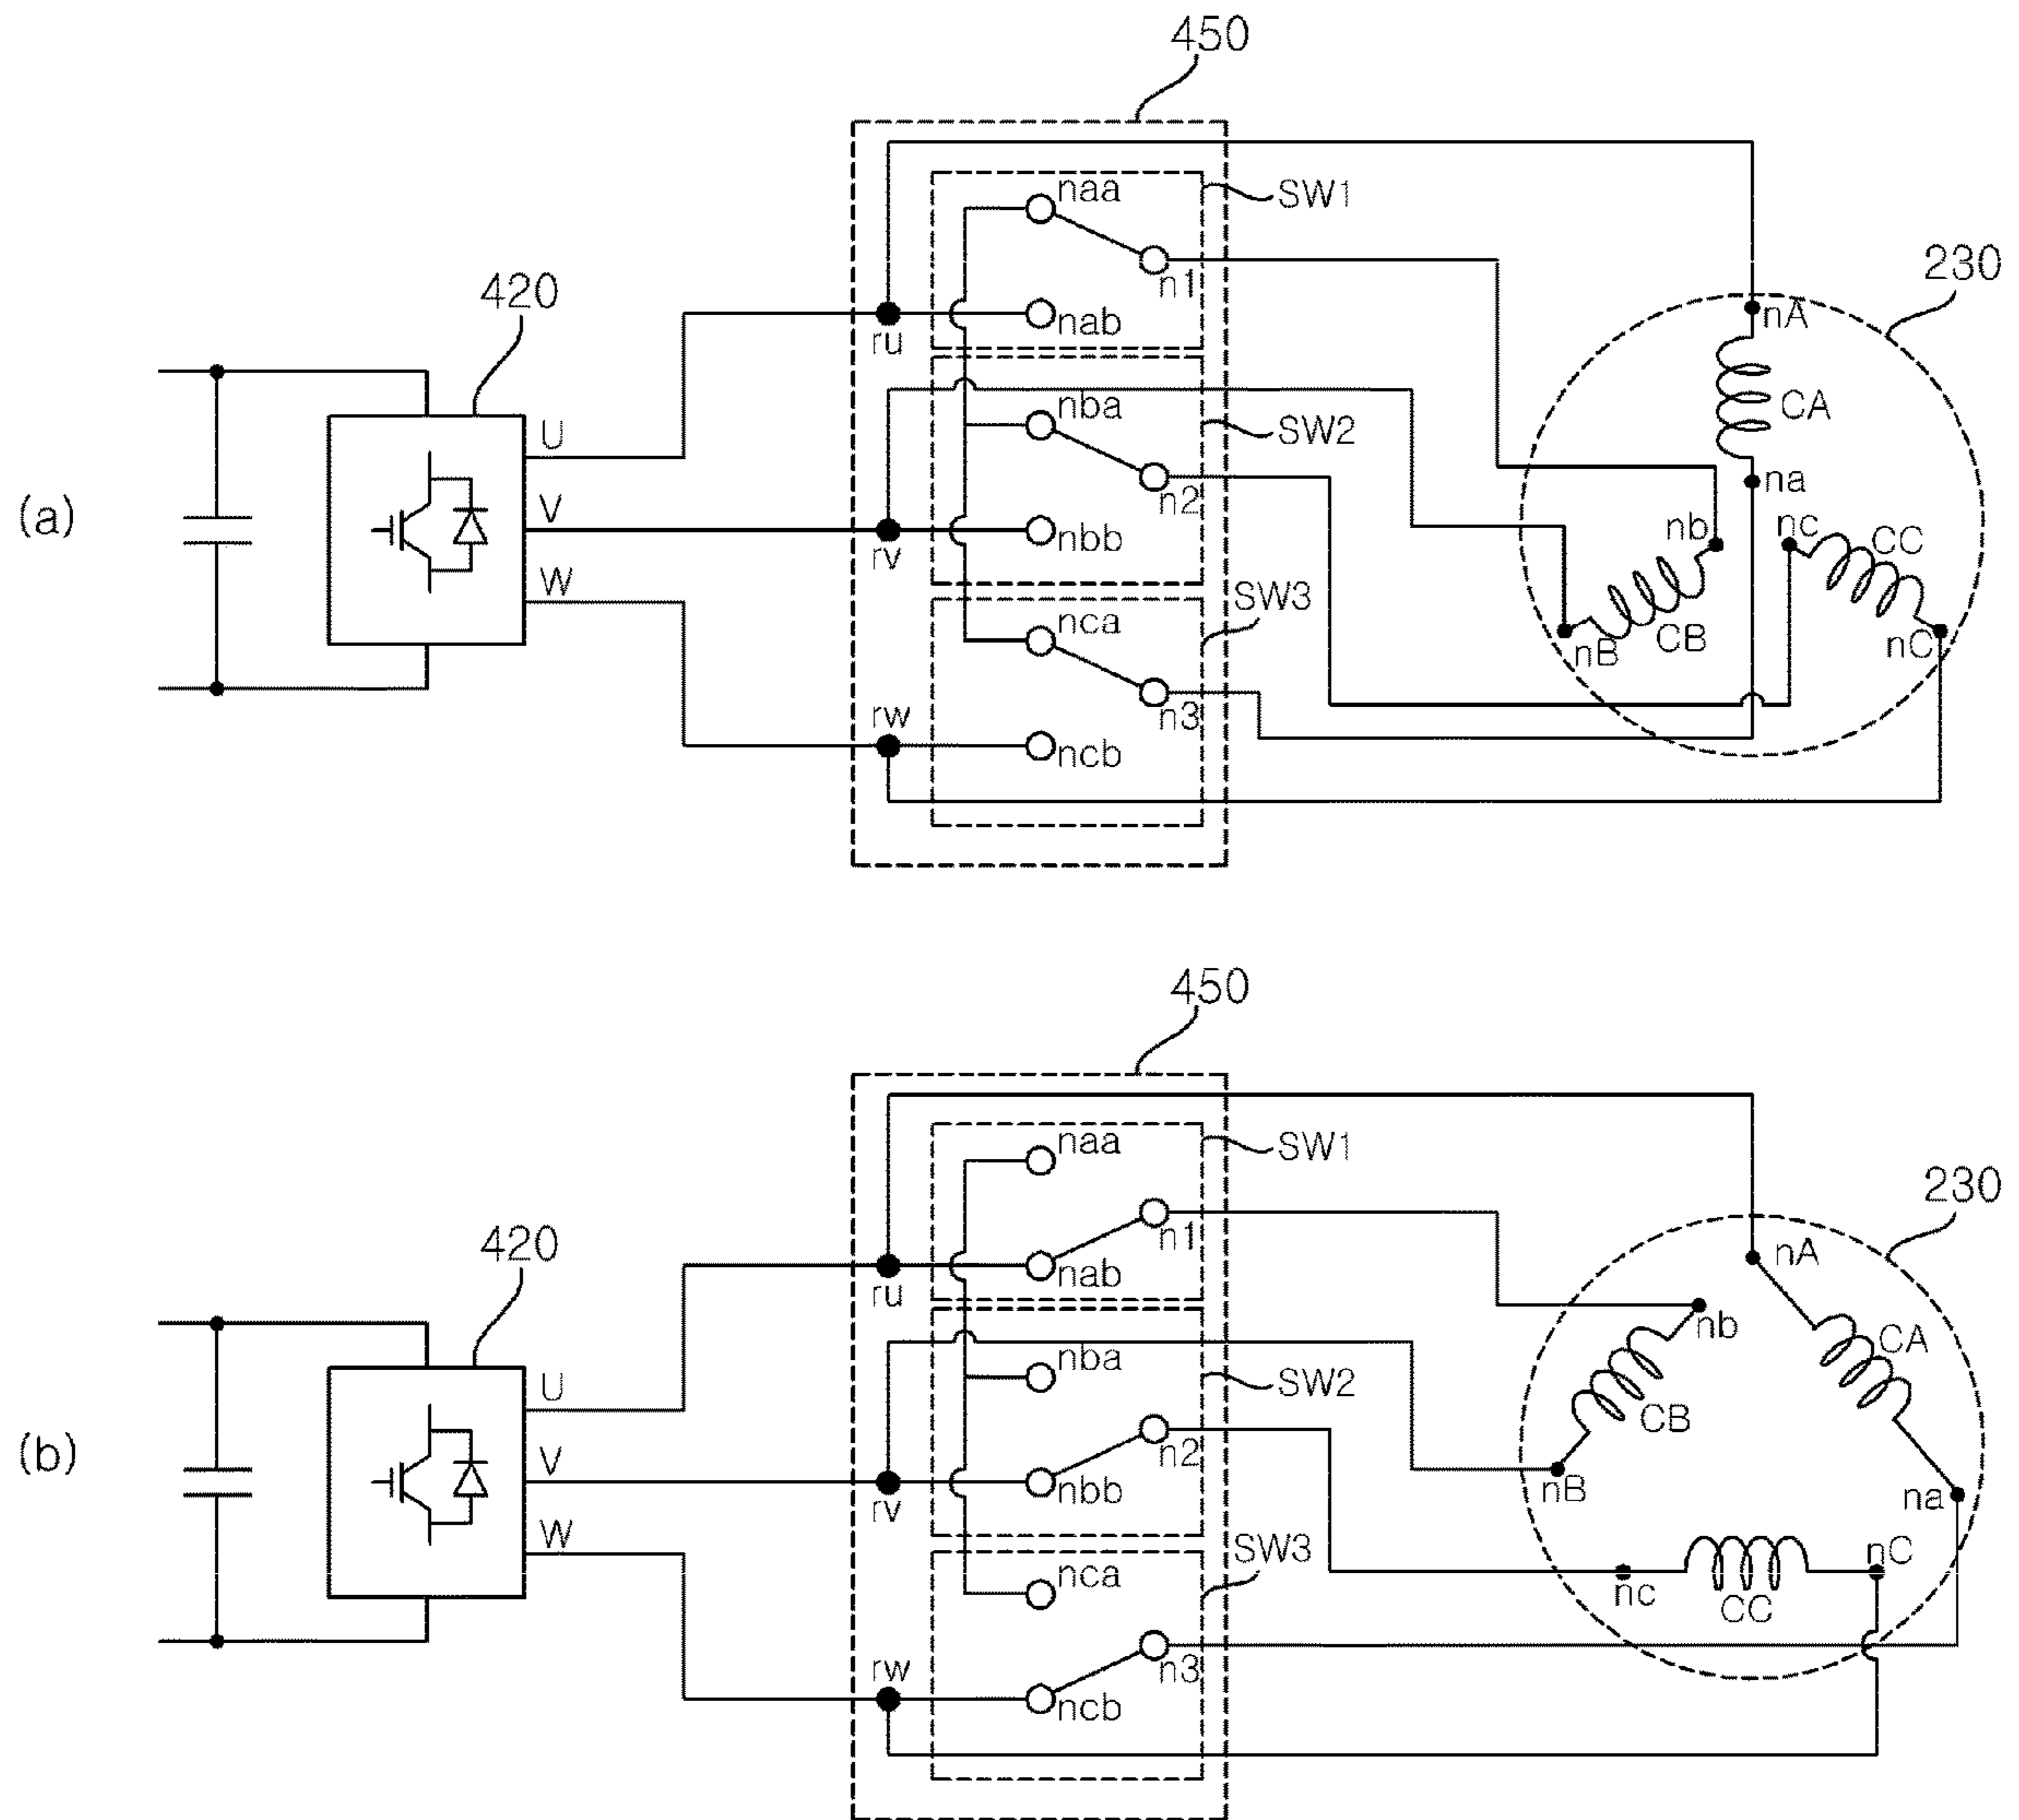 450
naa
SW1
n1
230
420
nab
nA
ru
CA
nba
U
SW2
na
n2
(a)
V
nb
nc
CC
nbb
rv
W
SW3
nca
CB
nB
nC
rw
n3
ncb
450
naa
SW1
230
n1
420
nA
nab
ru
nb
CA
nba
U
SW2
CB
n2
(b)
V
nbb
nB
na
rv
W
SW3
nC
nca
nc
CC
rw
n3
ncb